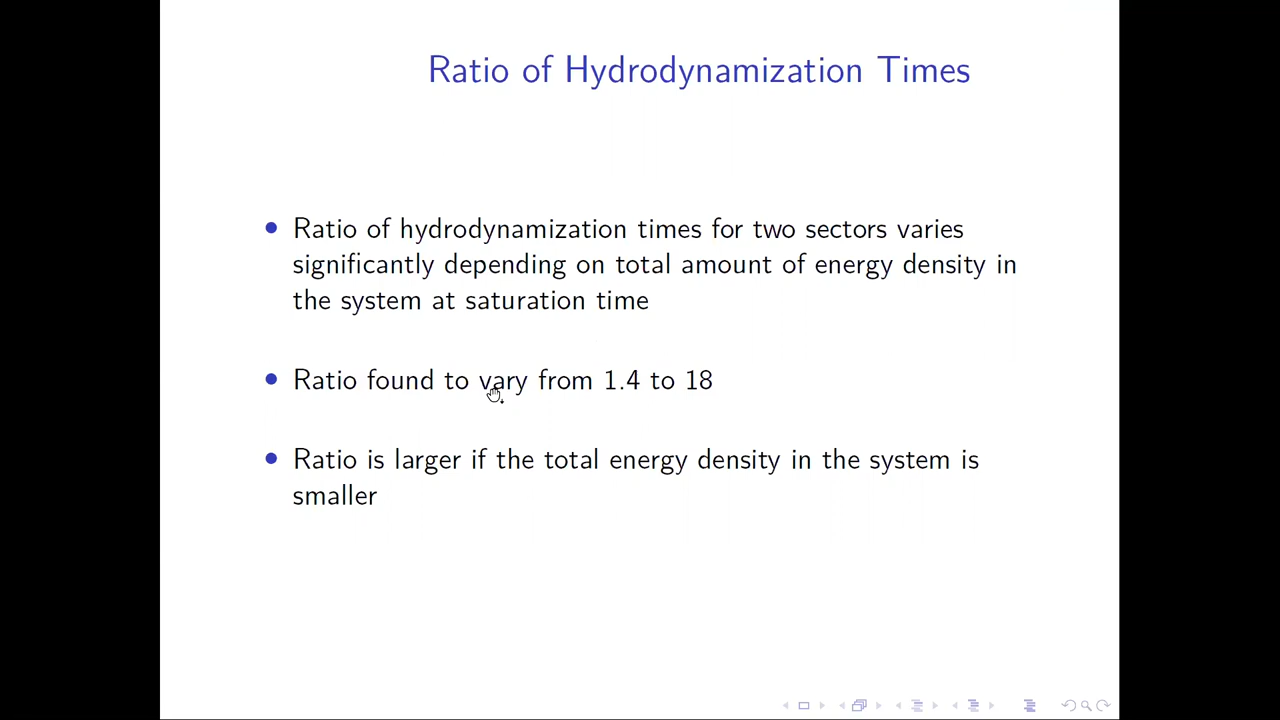 Ratio of Hydrodynamization Times
• Ratio of hydrodynamization times for two sectors varies
significantly depending on total amount of energy density in
the system at saturation time
• Ratio found to vary from 1.4 to 18
• Ratio is larger if the total energy density in the system is
smaller